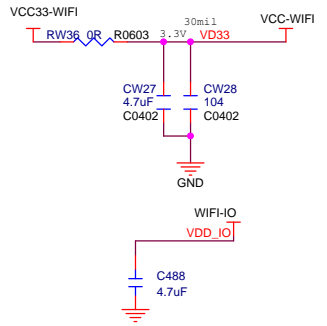 VCC33-WIFI
VCC-WIFI
30mil
RW36 0R R0603 3.3V VD33
CW27 CW28
4.7uF 104
C0402 C0402
GND
WIFI-IO
VDD_IO
C488
4.7uF